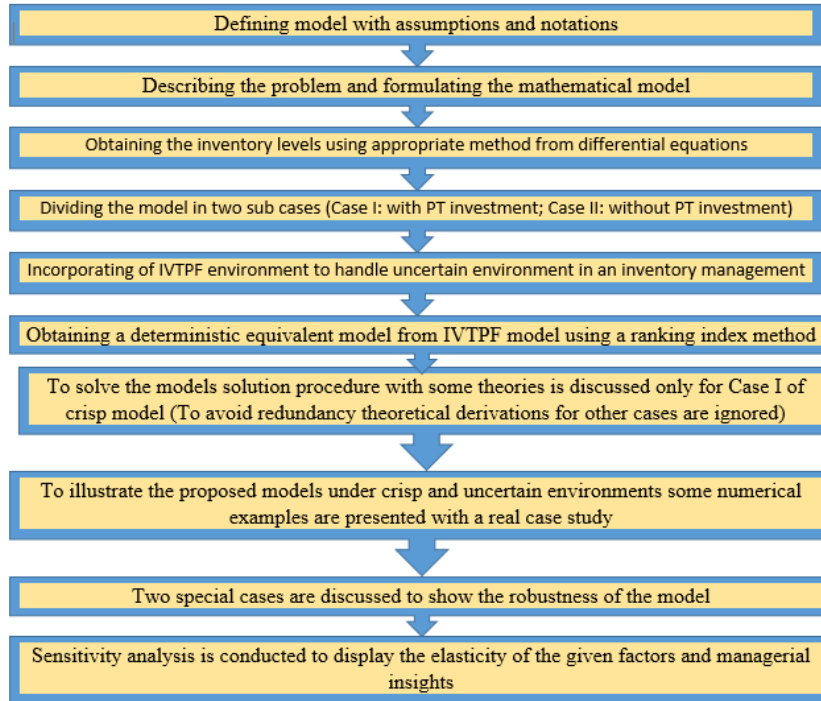 Defining model with assumptions and notations
Describing the problem and formulating the mathematical model
Obtaining the inventory levels using appropriate method from differential equations
Dividing the model in two sub cases (Case I: with PT investment; Case II: without PT investment)
Incorporating of IVTPF environment to handle uncertain environment in an inventory management
Obtaining a deterministic equivalent model from IVTPF model using a ranking index method
To solve the models solution procedure with some theories is discussed only for Case I of
crisp model (To avoid redundancy theoretical derivations for other cases are ignored)
To illustrate the proposed models under crisp and uncertain environments some numerical
examples are presented with a real case study
Two special cases are discussed to show the robustness of the model
Sensitivity analysis is conducted to display the elasticity of the given factors and managerial
insights